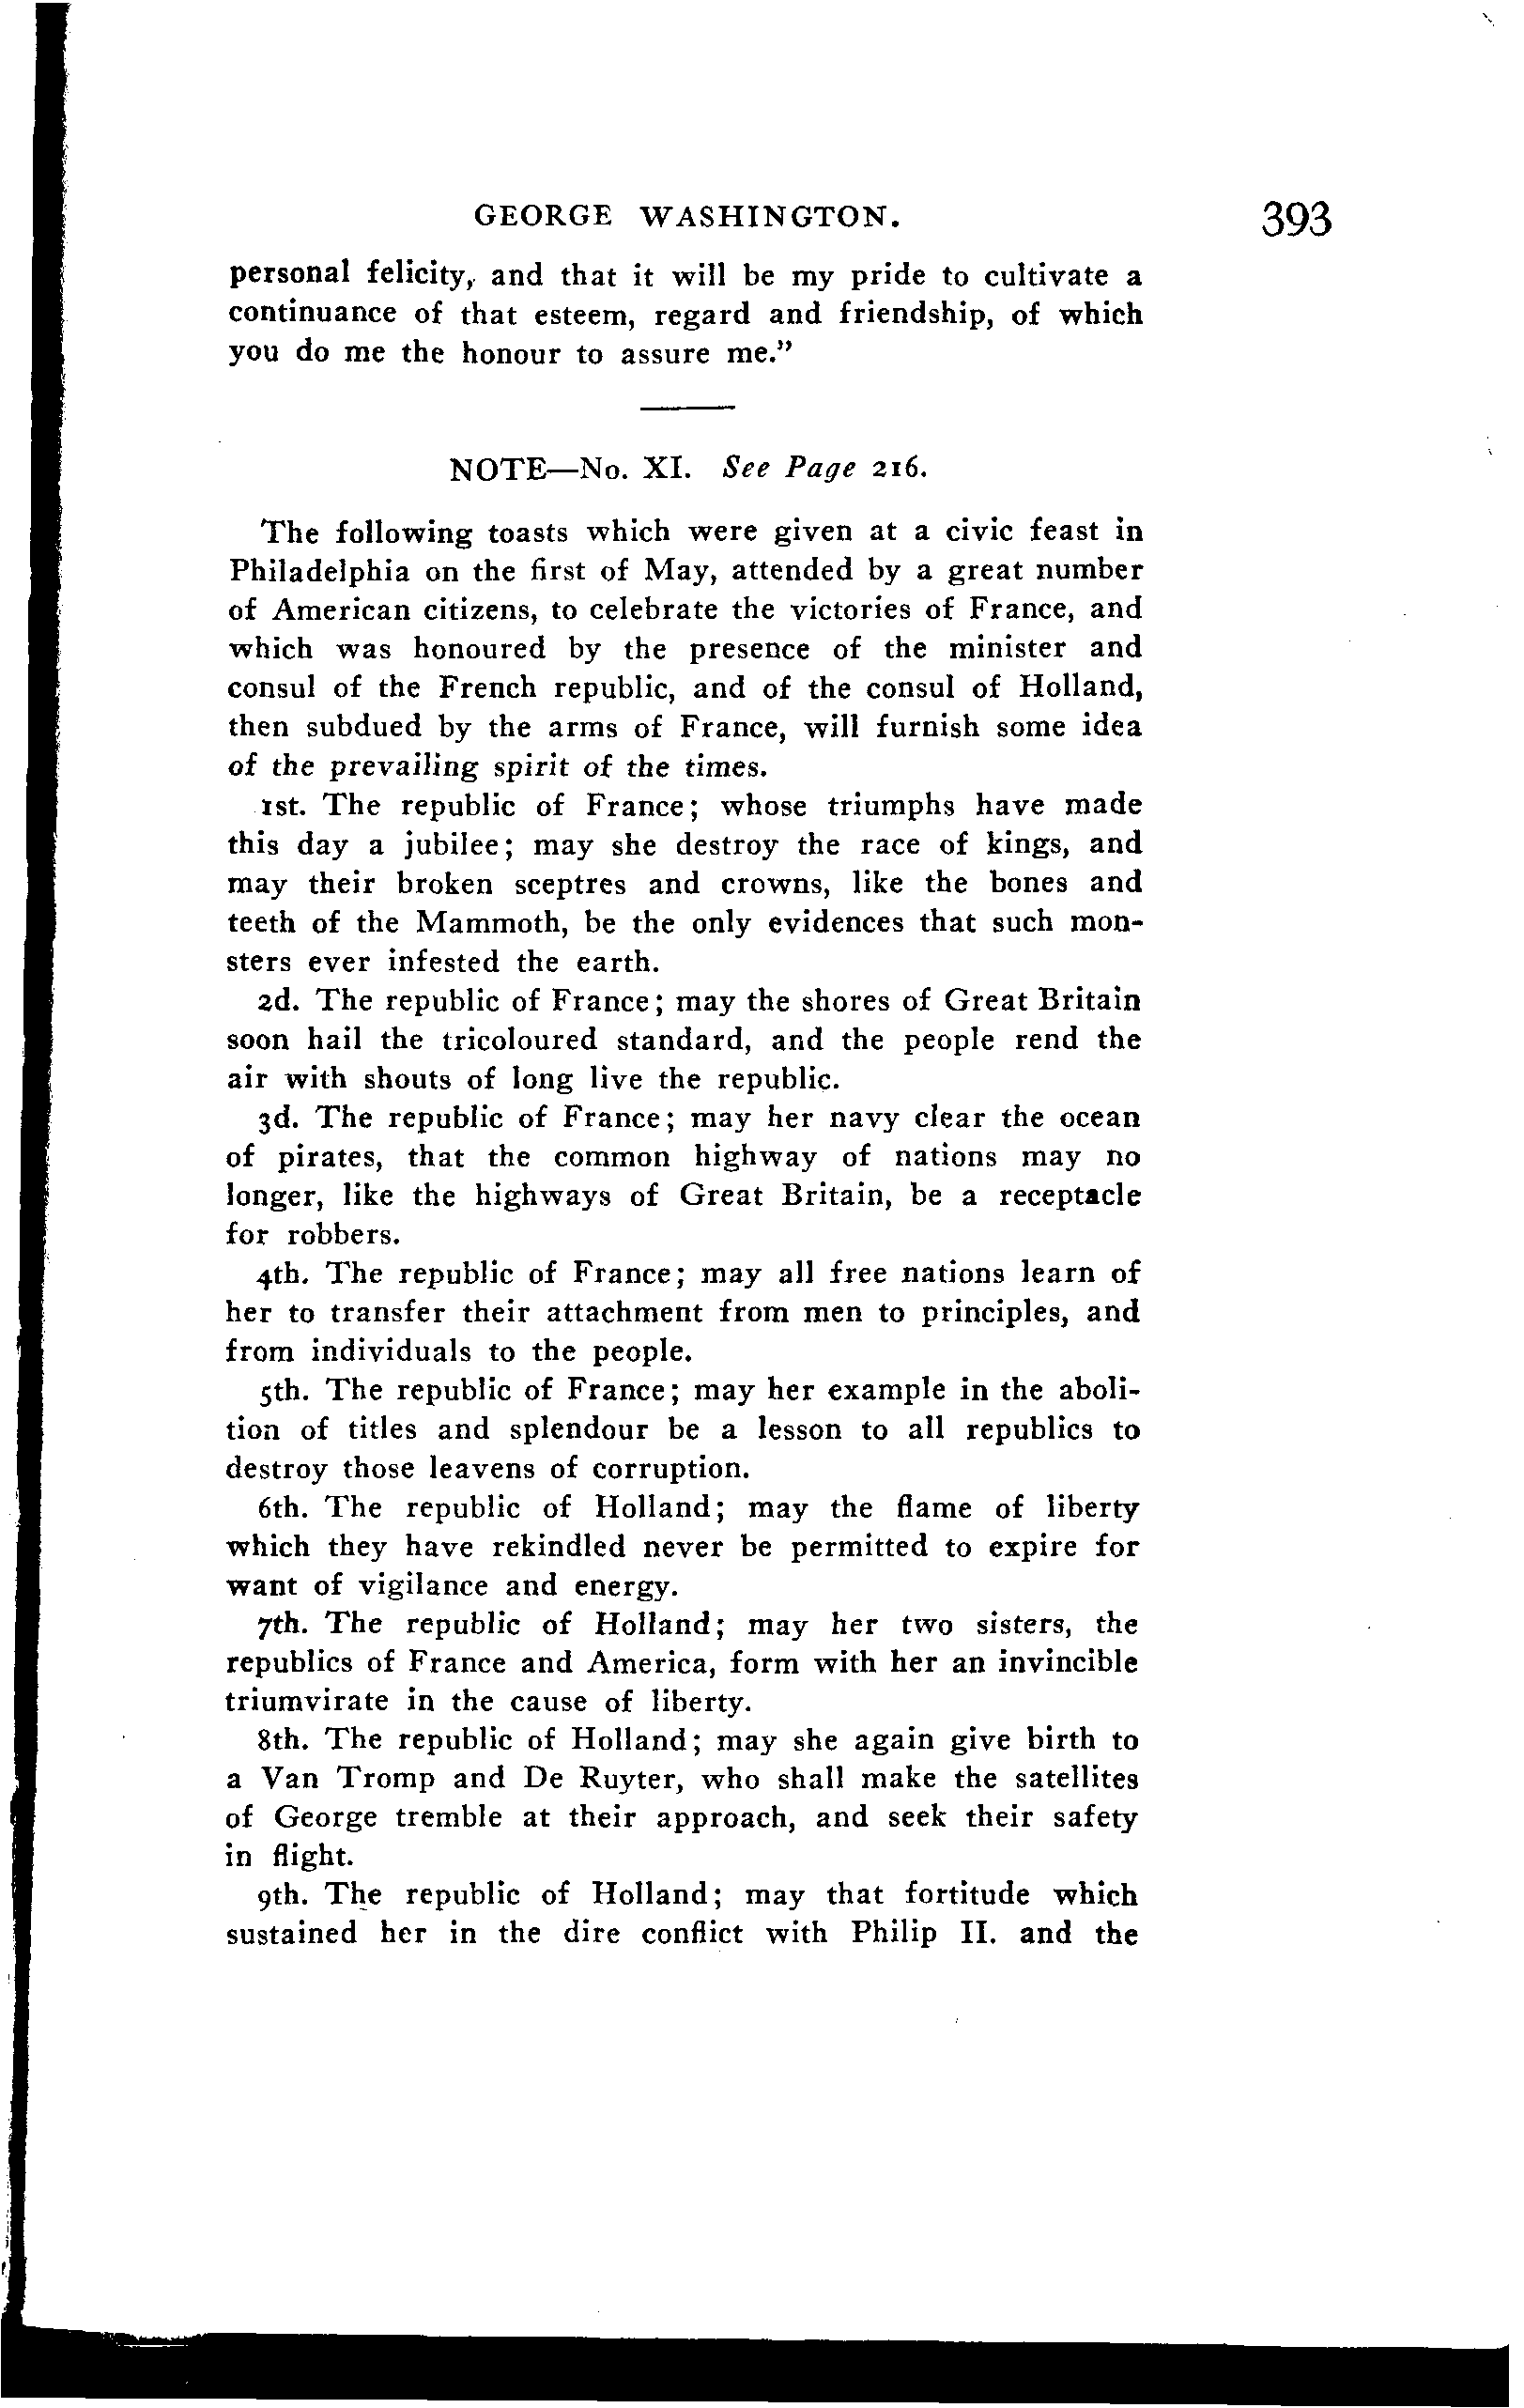 GEORGE WASHINGTON. 393
personal felicity, and that it will be my pride to cultivate a
continuance of that esteem, regard and friendship, of which
you do me the honour to assure me."
NOTE—No. XI. See Page 216.
The following toasts which were given at a civic feast in
Philadelphia on the first of May, attended by a great number
of American citizens, to celebrate the victories of France, and
which was honoured by the presence of the minister and
consul of the French republic, and of the consul of Holland,
then subdued by the arms of France, will furnish some idea
of the prevailing spirit of the times.
1st. The republic of France; whose triumphs have made
this day a jubilee; may she destroy the race of kings, and
may their broken sceptres and crowns, like the bones and
teeth of the Mammoth, be the only evidences that such mon-
sters ever infested the earth.
2d. The republic of France; may the shores of Great Britain
soon hail the tricoloured standard, and the people rend the
air with shouts of long live the republic.
3d. The republic of France; may her navy clear the ocean
of pirates, that the common highway of nations may no
longer, like the highways of Great Britain, be a receptacle
for robbers.
4th. The republic of France; may all free nations learn of
her to transfer their attachment from men to principles, and
from individuals to the people.
5th. The republic of France; may her example in the aboli-
tion of titles and splendour be a lesson to all republics to
destroy those leavens of corruption.
6th. The republic of Holland; may the flame of liberty
which they have rekindled never be permitted to expire for
want of vigilance and energy.
7th. The republic of Holland; may her two sisters, the
republics of France and America, form with her an invincible
triumvirate in the cause of liberty.
8th. The republic of Holland; may she again give birth to
a Van Tromp and De Ruyter, who shall make the satellites
of George tremble at their approach, and seek their safety
in flight.
9th. The republic of Holland; may that fortitude which
sustained her in the dire conflict with Philip II. and the